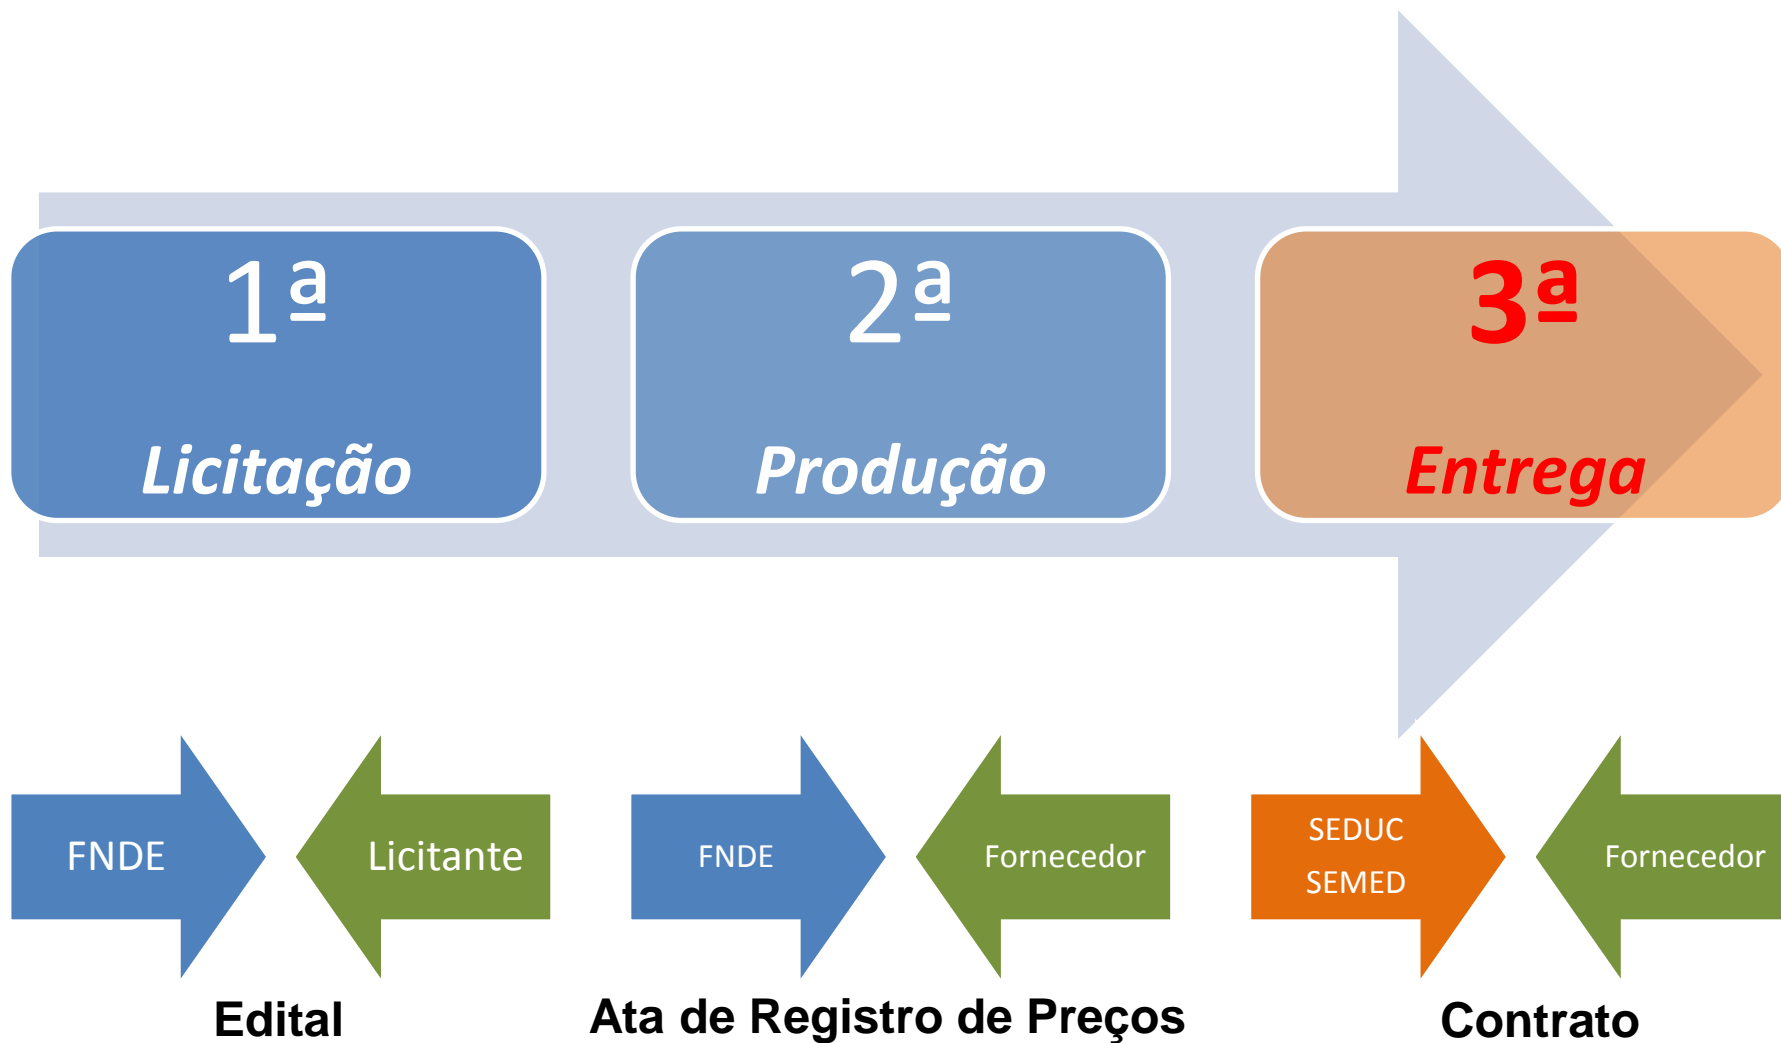 1ª
Licitação
2ª
Produção
3ª
Entrega
FNDE
Licitante
FNDE
Fornecedor
SEDUC
SEMED
Fornecedor
Edital
Ata de Registro de Preços
Contrato